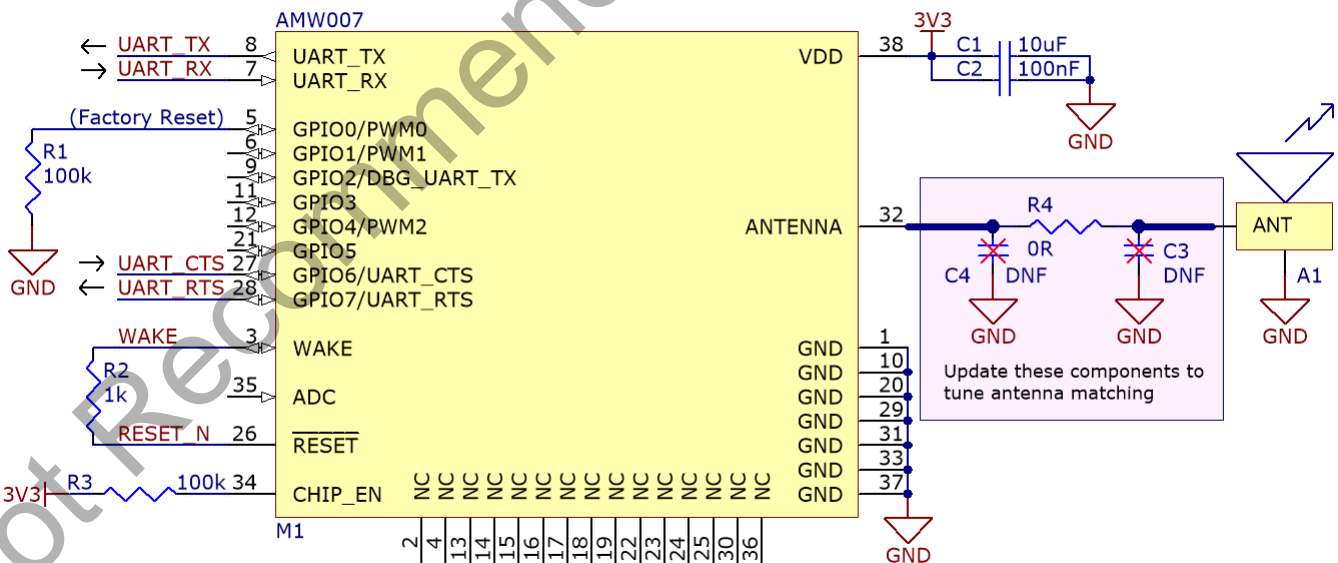 AMW007
UART_TX 8 UART_TX
UART_RX 7 UART_RX
(Factory Reset) 5 GPIO0/PWM0
6 GPIO1/PWM1
9 GPIO2/DBG_UART_TX
11 GPIO3
12 GPIO4/PWM2
21 GPIO5
UART_CTS 27 GPIO6/UART_CTS
UART_RTS 28 GPIO7/UART_RTS
R1
100k
GND
WAKE 3 WAKE
R2
1k
35 ADC
RESET_N 26 RESET
3V3 R3 100k 34 CHIP_EN
M1
NC NC NC NC NC NC NC NC NC NC NC NC NC NC NC
2 4 13 14 15 16 17 18 19 22 23 24 25 30 36
VDD 38
3V3
C1 10uF
C2 100nF
GND
ANTENNA 32
R4
0R
C4 DNF
GND
C3
DNF
GND
Update these components to
tune antenna matching
ANT
A1
GND
GND 1
GND 10
GND 20
GND 29
GND 31
GND 33
GND 37
GND
ot Recommen